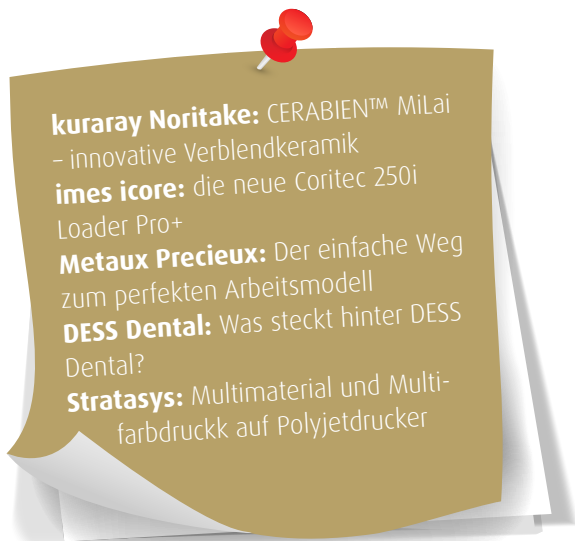 kuraray Noritake: CERABIEN™ MiLai
– innovative Verblendkeramik
imes icore: die neue Coritec 250i
Loader Pro+
Metaux Precieux: Der einfache Weg
zum perfekten Arbeitsmodell
DESS Dental: Was steckt hinter DESS
Dental?
Stratasys: Multimaterial und Multi-
farbdruckk auf Polyjetdrucker